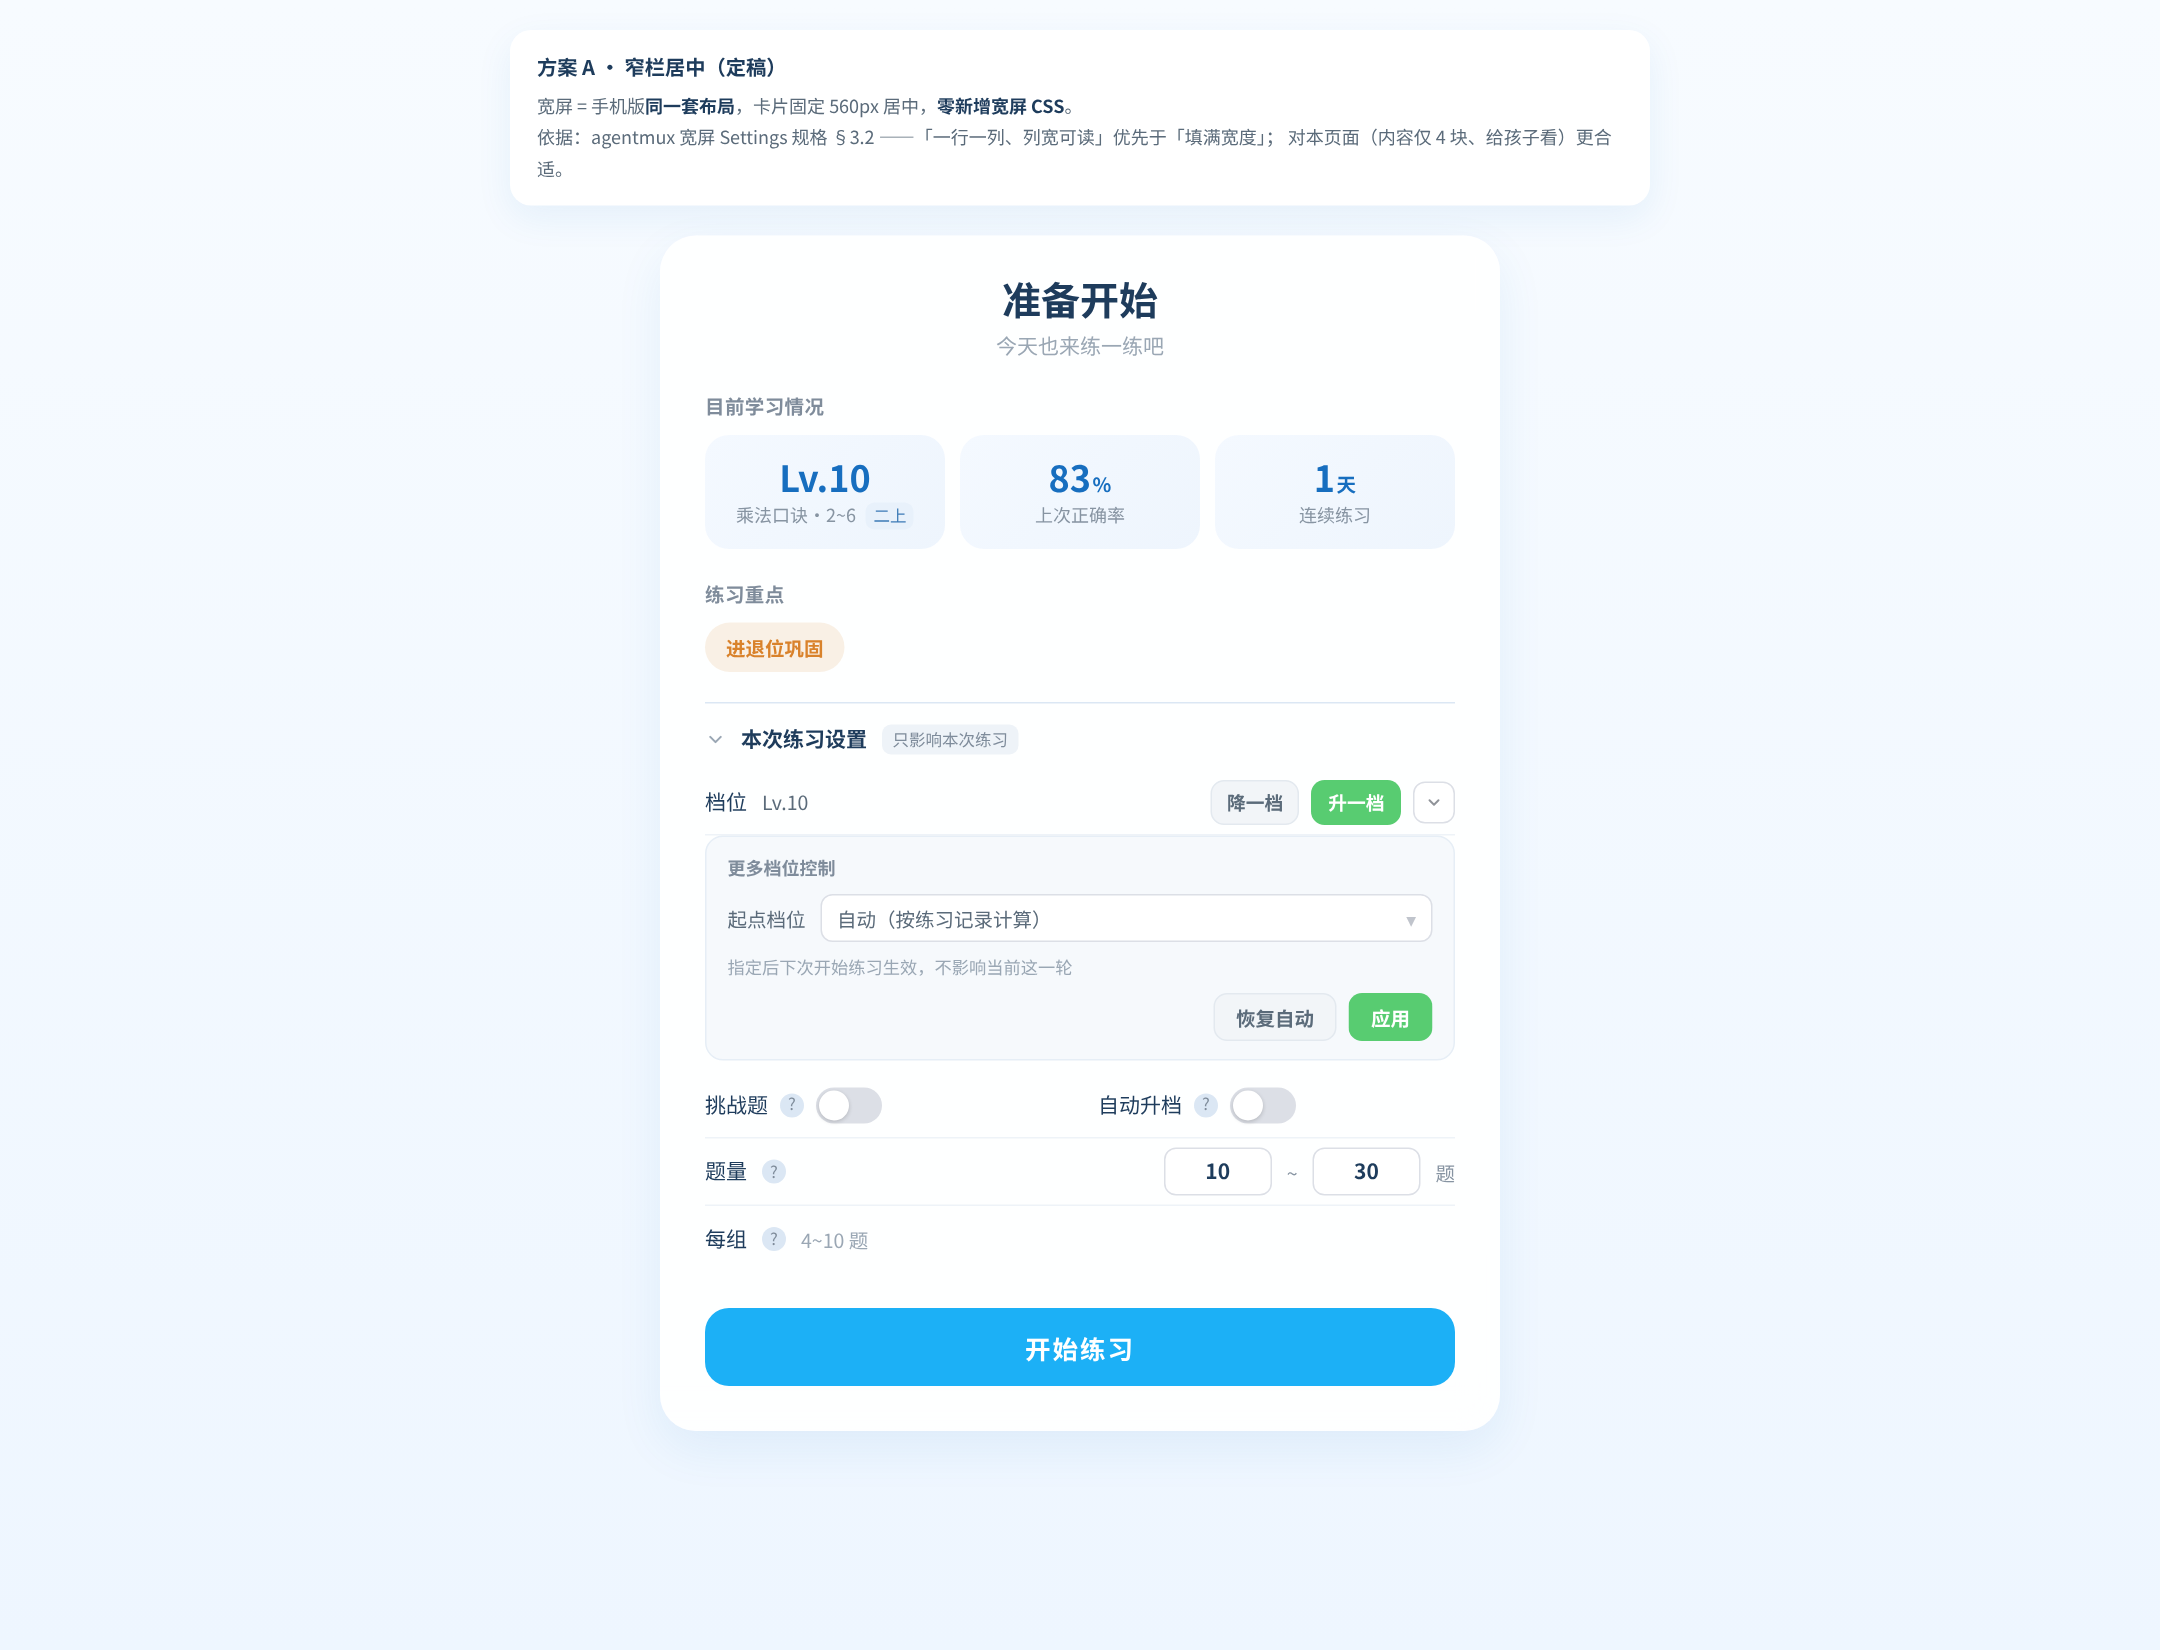 方案 A · 窄栏居中（定稿）
宽屏 = 手机版同一套布局，卡片固定 560px 居中，零新增宽屏 CSS。
依据：agentmux 宽屏 Settings 规格 §3.2 ——「一行一列、列宽可读」优先于「填满宽度」； 对本页面（内容仅 4 块、给孩子看）更合
适。
准备开始
今天也来练一练吧
目前学习情况
Lv.10 83% 1天
乘法口诀·2~6 二上 上次正确率 连续练习
练习重点
进退位巩固
本次练习设置 只影响本次练习
档位 Lv.10 降一档 升一档
更多档位控制
起点档位 自动（按练习记录计算） ▼
指定后下次开始练习生效，不影响当前这一轮
恢复自动 应用
挑战题 ? 自动升档 ?
题量 ? 10 ~ 30 题
每组 ? 4~10 题
开始练习